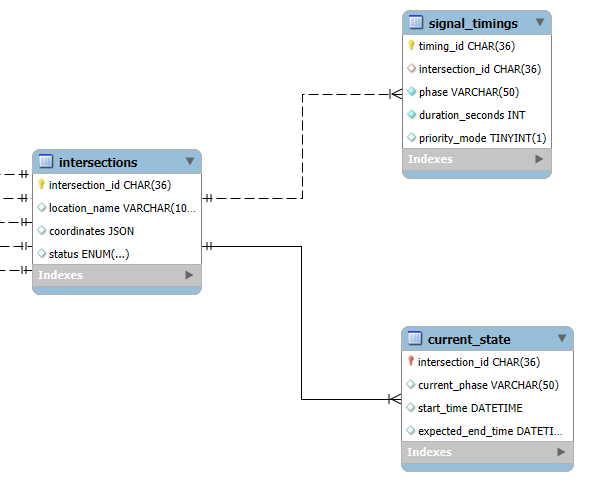 signal_timings
timing_id CHAR(36)
intersection_id CHAR(36)
phase VARCHAR(50)
duration_seconds INT
priority_mode TINYINT(1)
Indexes
intersections
intersection_id CHAR(36)
location_name VARCHAR(10...
coordinates JSON
status ENUM(...)
Indexes
current_state
intersection_id CHAR(36)
current_phase VARCHAR(50)
start_time DATETIME
expected_end_time DATETI...
Indexes